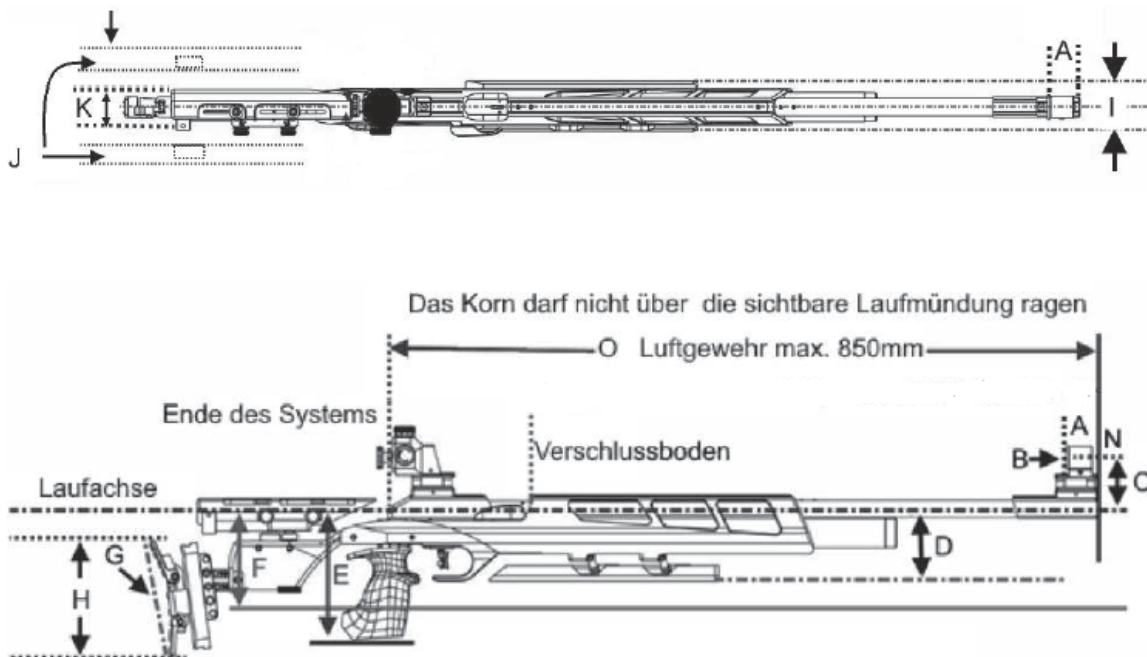 A
K
I
J
Das Korn darf nicht über die sichtbare Laufmündung ragen
O Luftgewehr max. 850mm
Ende des Systems
A
Verschlussboden
B
N
Laufachse
C
D
G
F
E
H